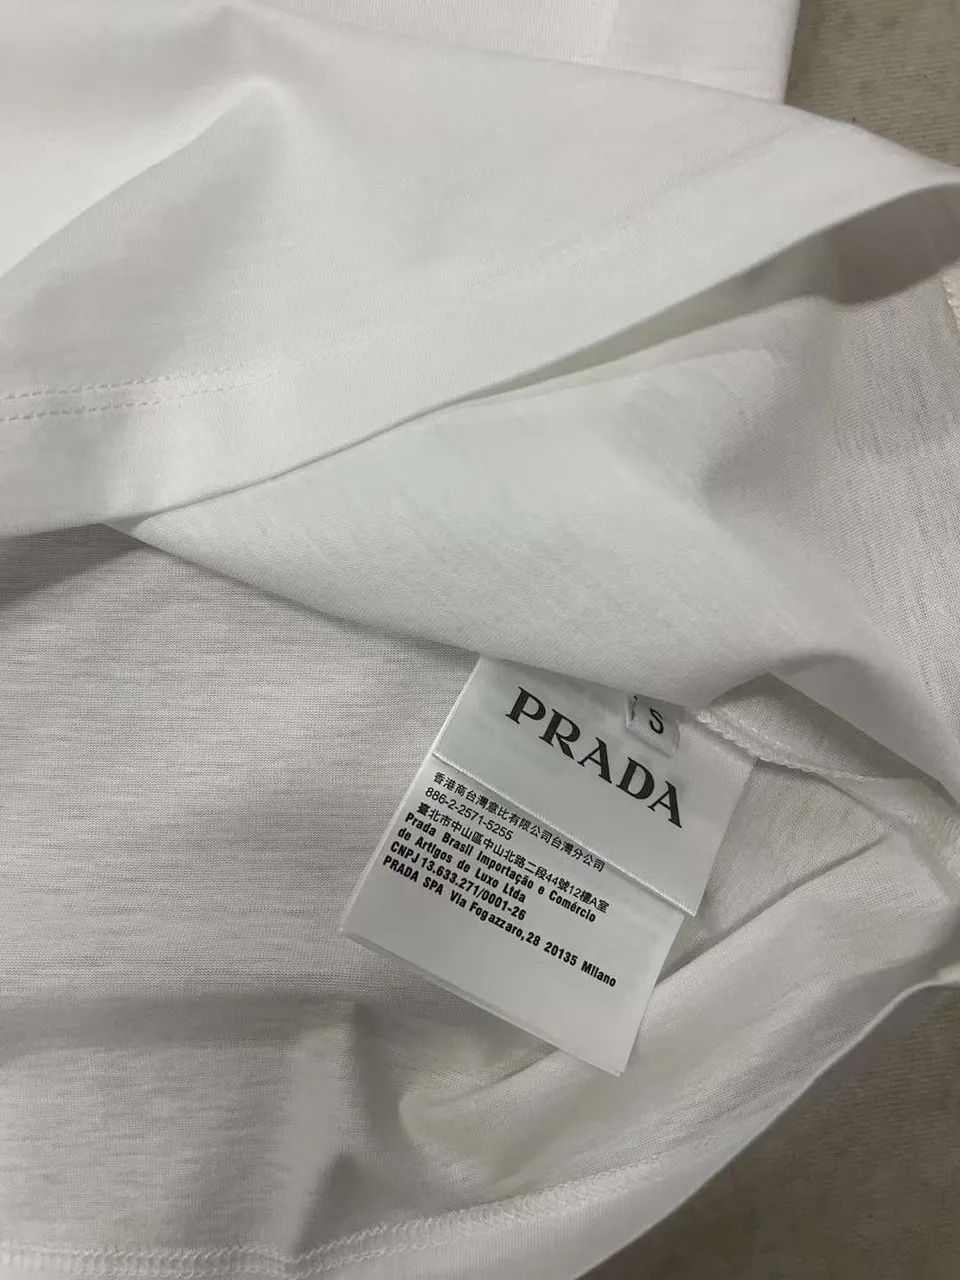 PRADA
S
香港商台灣意比有限公司台灣分公司
886-2-2571-5255
臺北市中山區中山北路二段44號12樓A室
Prada Brasil Importação e Comércio
de Artigos de Luxo Ltda
CNPJ 13.633.271/0001-26
PRADA SPA Via Fogazzaro,28 20135 Milano